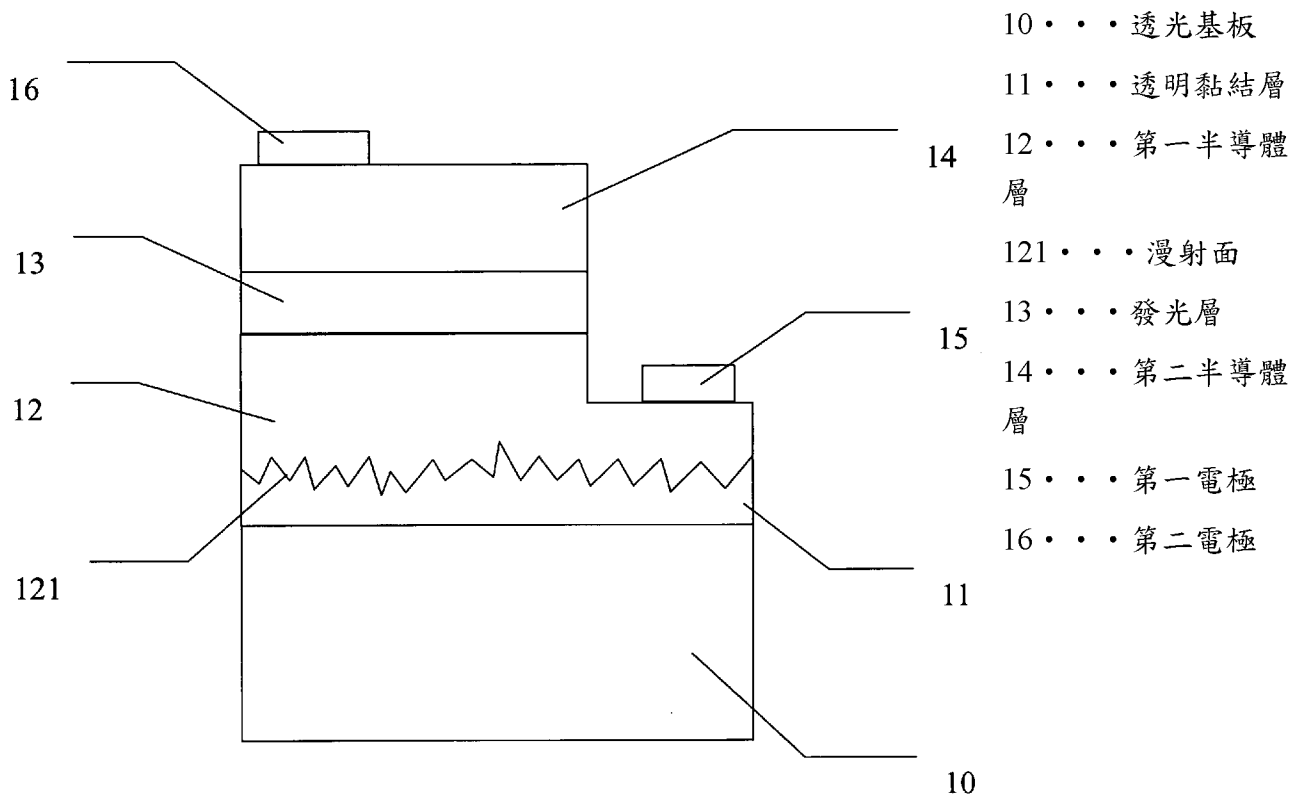 16
14
13
15
12
121
11
10
10・・・透光基板
11・・・透明黏結層
12・・・第一半導體
層
121・・・漫射面
13・・・發光層
14・・・第二半導體
層
15・・・第一電極
16・・・第二電極